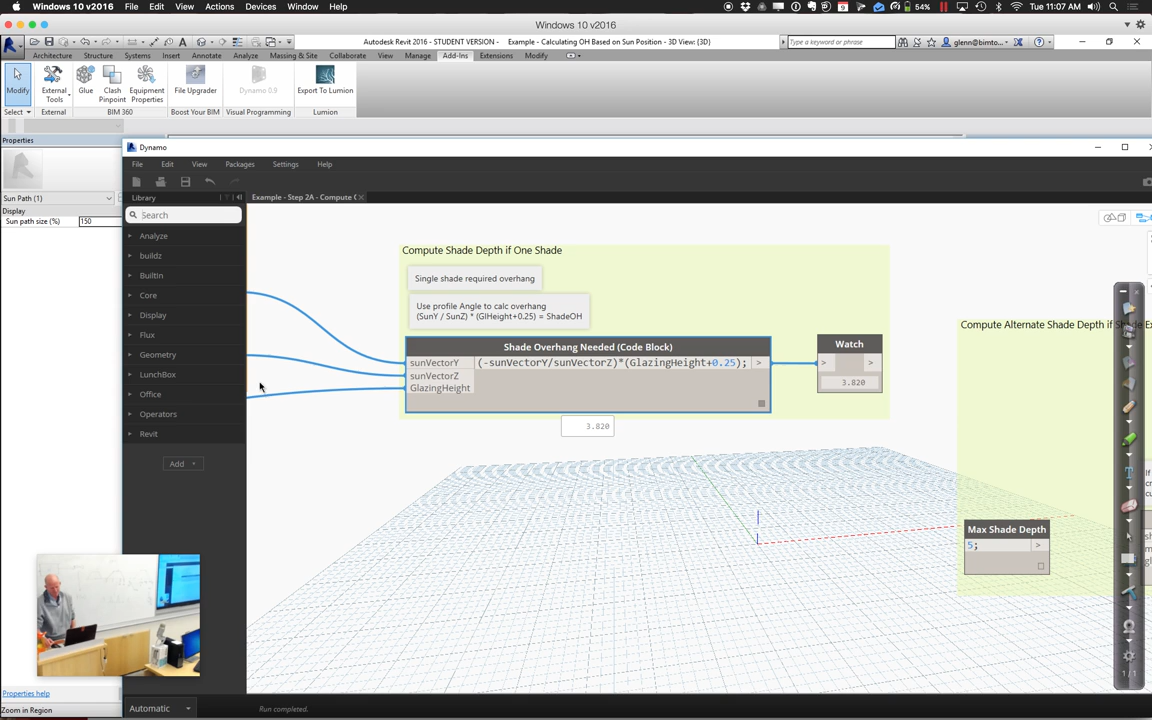 Windows 10 v2016 File Edit View Actions Devices Window Help 54% Tue 11:07 AM
Windows 10 v2016
Autodesk Revit 2016 - STUDENT VERSION - Example - Calculating OH Based on Sun Position - 3D View: {3D}
Type a keyword or phrase
glenn@bimto...
Architecture Structure Systems Insert Annotate Analyze Massing & Site Collaborate View Manage Add-Ins Extensions Modify
Modify
External Tools
Glue
Clash Pinpoint
Equipment Properties
File Upgrader
Dynamo 0.9
Export To Lumion
Select External BIM 360 Boost Your BIM Visual Programming Lumion
Properties
Dynamo
File Edit View Packages Settings Help
Sun Path (1)
Display
Sun path size (%) 150
Library
Example - Step 2A - Compute
Search
Analyze
buildz
BuiltIn
Core
Display
Flux
Geometry
LunchBox
Office
Operators
Revit
Add
Compute Shade Depth if One Shade
Single shade required overhang
Use profile Angle to calc overhang
(SunY / SunZ) * (GlHeight+0.25) = ShadeOH
Shade Overhang Needed (Code Block)
sunVectorY (-sunVectorY/sunVectorZ)*(GlazingHeight+0.25); >
sunVectorZ
GlazingHeight
3.820
Watch
> >
3.820
Compute Alternate Shade Depth if
Max Shade Depth
5; >
1 / 1
Properties help
Zoom in Region
Automatic
Run completed.